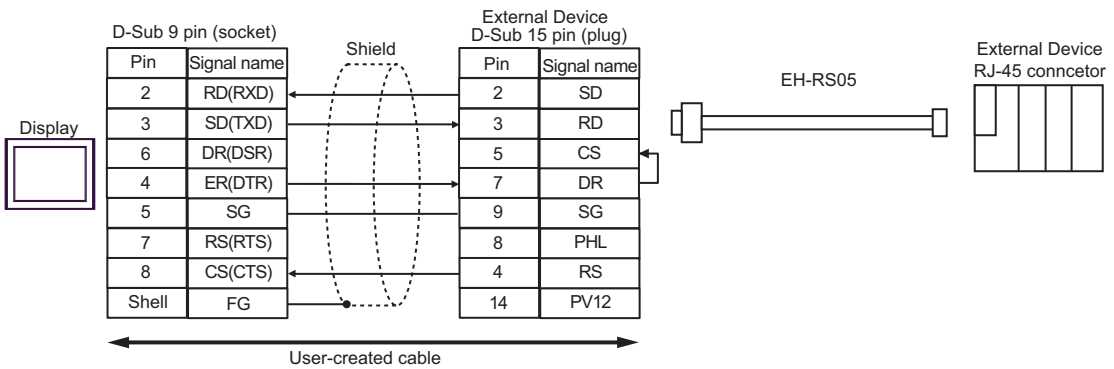 D-Sub 9 pin (socket)
Shield
External Device
D-Sub 15 pin (plug)
Pin Signal name
Pin Signal name
2 RD(RXD) 2 SD
3 SD(TXD) 3 RD
6 DR(DSR) 5 CS
4 ER(DTR) 7 DR
5 SG 9 SG
7 RS(RTS) 8 PHL
8 CS(CTS) 4 RS
Shell FG 14 PV12
Display
User-created cable
EH-RS05
External Device
RJ-45 conncetor